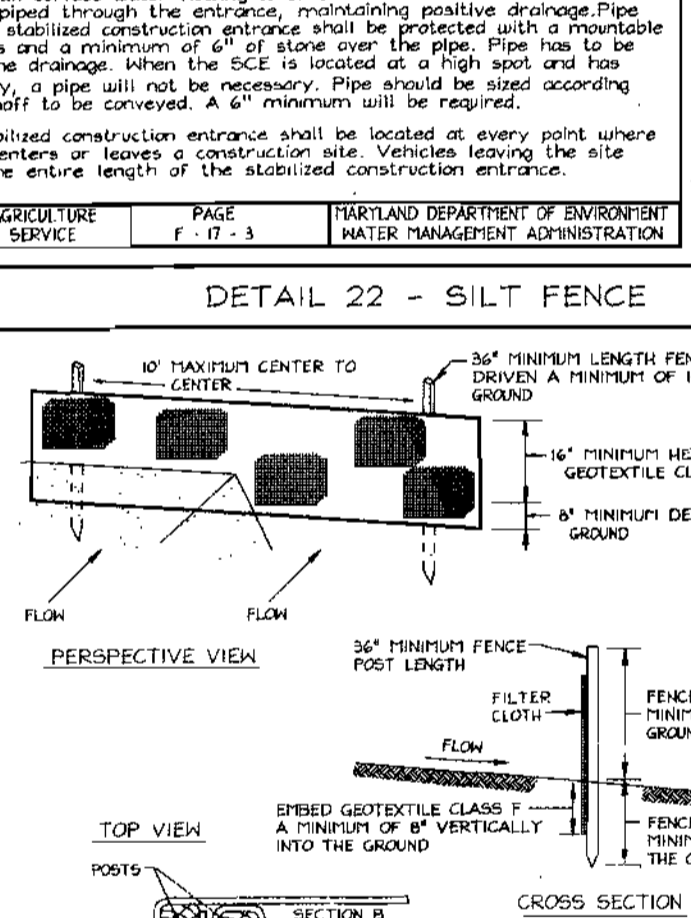 piped through the entrance, maintaining positive drainage.Pipe
stabilized construction entrance shall be protected with a mountable
and a minimum of 6" of stone over the pipe. Pipe has to be
drainage. When the SCE is located at a high spot and has
a pipe will not be necessary. Pipe should be sized according
to be conveyed. A 6" minimum will be required.
construction entrance shall be located at every point where
enters or leaves a construction site. Vehicles leaving the site
entire length of the stabilized construction entrance.
SERVICE
PAGE
F - 17 - 3
MARYLAND DEPARTMENT OF ENVIRONMENT
WATER MANAGEMENT ADMINISTRATION
DETAIL 22 - SILT FENCE
10' MAXIMUM CENTER TO
CENTER
36" MINIMUM LENGTH FEN
DRIVEN A MINIMUM OF 1
GROUND
16" MINIMUM HE
GEOTEXTILE CL
8" MINIMUM DE
GROUND
FLOW
FLOW
PERSPECTIVE VIEW
36" MINIMUM FENCE
POST LENGTH
FILTER
CLOTH
FENC
MINIM
GROUN
FLOW
EMBED GEOTEXTILE CLASS F
A MINIMUM OF 8" VERTICALLY
INTO THE GROUND
FENC
MINIM
THE G
TOP VIEW
POSTS
SECTION B
CROSS SECTION